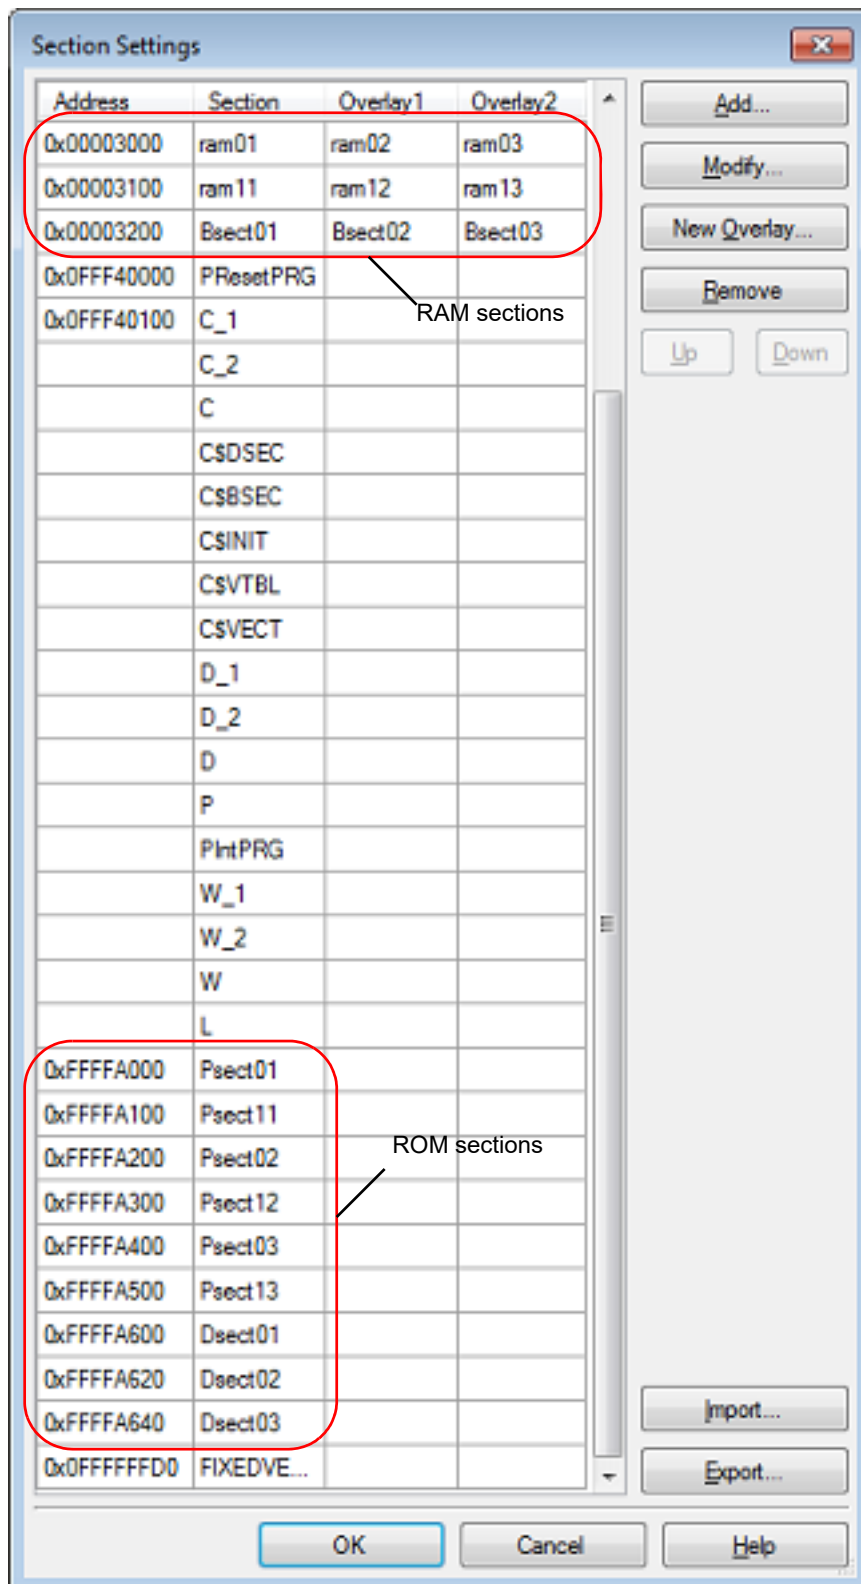 Section Settings
Address Section Overlay1 Overlay2
0x00003000 ram01 ram02 ram03
0x00003100 ram11 ram12 ram13
0x00003200 Bsect01 Bsect02 Bsect03
0x0FFF40000 PResetPRG
RAM sections
0x0FFF40100 C_1
C_2
C
C$DSEC
C$BSEC
C$INIT
C$VTBL
C$VECT
D_1
D_2
D
P
PIntPRG
W_1
W_2
W
L
0xFFFFA000 Psect01
0xFFFFA100 Psect11
ROM sections
0xFFFFA200 Psect02
0xFFFFA300 Psect12
0xFFFFA400 Psect03
0xFFFFA500 Psect13
0xFFFFA600 Dsect01
0xFFFFA620 Dsect02
0xFFFFA640 Dsect03
0x0FFFFFFD0 FIXEDVE...
Add...
Modify...
New Overlay...
Remove
Up Down
Import...
Export...
OK Cancel Help